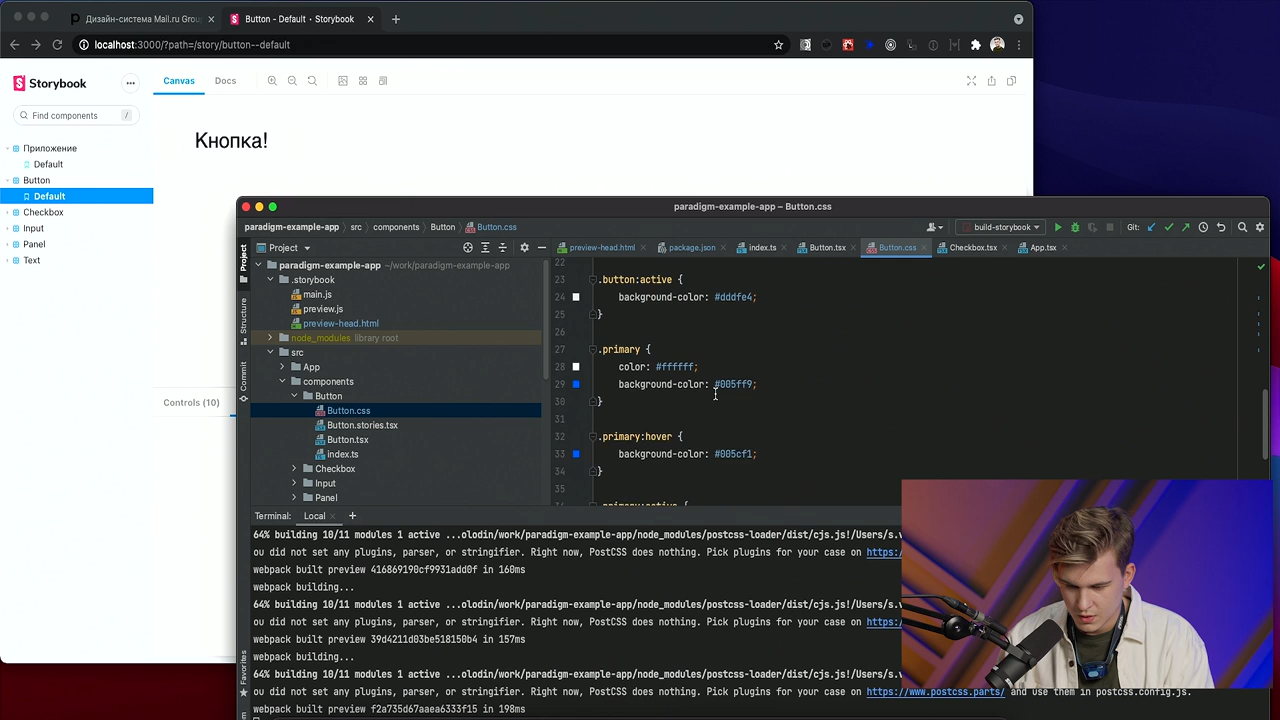 Дизайн-система Mail.ru Group
Button - Default • Storybook
localhost:3000/?path=/story/button--default
Storybook
Canvas
Docs
Find components
/
Приложение
Default
Button
Default
Checkbox
Input
Panel
Text
Кнопка!
Controls (10)
paradigm-example-app – Button.css
paradigm-example-app
src
components
Button
Button.css
build-storybook
Git:
Project
preview-head.html
package.json
index.ts
Button.tsx
Button.css
Checkbox.tsx
App.tsx
Project
Structure
Commit
Favorites
paradigm-example-app ~/work/paradigm-example-app
.storybook
main.js
preview.js
preview-head.html
node_modules library root
src
App
components
Button
Button.css
Button.stories.tsx
Button.tsx
index.ts
Checkbox
Input
Panel
22
23 .button:active {
24 background-color: #dddfe4;
25 }
26
27 .primary {
28 color: #ffffff;
29 background-color: #005ff9;
30 }
31
32 .primary:hover {
33 background-color: #005cf1;
34 }
35
.primary:active {
Terminal: Local
64% building 10/11 modules 1 active ...olodin/work/paradigm-example-app/node_modules/postcss-loader/dist/cjs.js!/Users/s.v
ou did not set any plugins, parser, or stringifier. Right now, PostCSS does nothing. Pick plugins for your case on https:/
webpack built preview 416869190cf9931add0f in 160ms
webpack building...
64% building 10/11 modules 1 active ...olodin/work/paradigm-example-app/node_modules/postcss-loader/dist/cjs.js!/Users/s.v
ou did not set any plugins, parser, or stringifier. Right now, PostCSS does nothing. Pick plugins for your case on https:/
webpack built preview 39d4211d03be518150b4 in 157ms
webpack building...
64% building 10/11 modules 1 active ...olodin/work/paradigm-example-app/node_modules/postcss-loader/dist/cjs.js!/Users/s.v
ou did not set any plugins, parser, or stringifier. Right now, PostCSS does nothing. Pick plugins for your case on https://www.postcss.parts/ and use them in postcss.config.js.
webpack built preview f2a735d67aaea6333f15 in 198ms